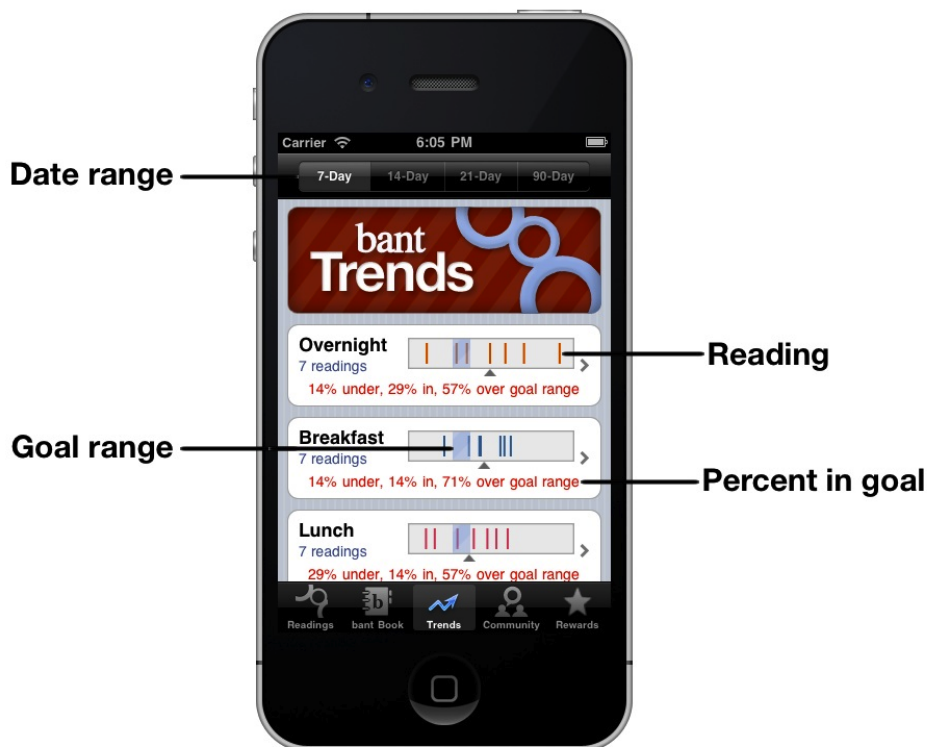 Carrier
6:05 PM
Date range
7-Day
14-Day
21-Day
90-Day
bant
Trends
Overnight
7 readings
14% under, 29% in, 57% over goal range
Reading
Goal range
Breakfast
7 readings
14% under, 14% in, 71% over goal range
Percent in goal
Lunch
7 readings
29% under, 14% in, 57% over goal range
b
Readings
bant Book
Trends
Community
Rewards